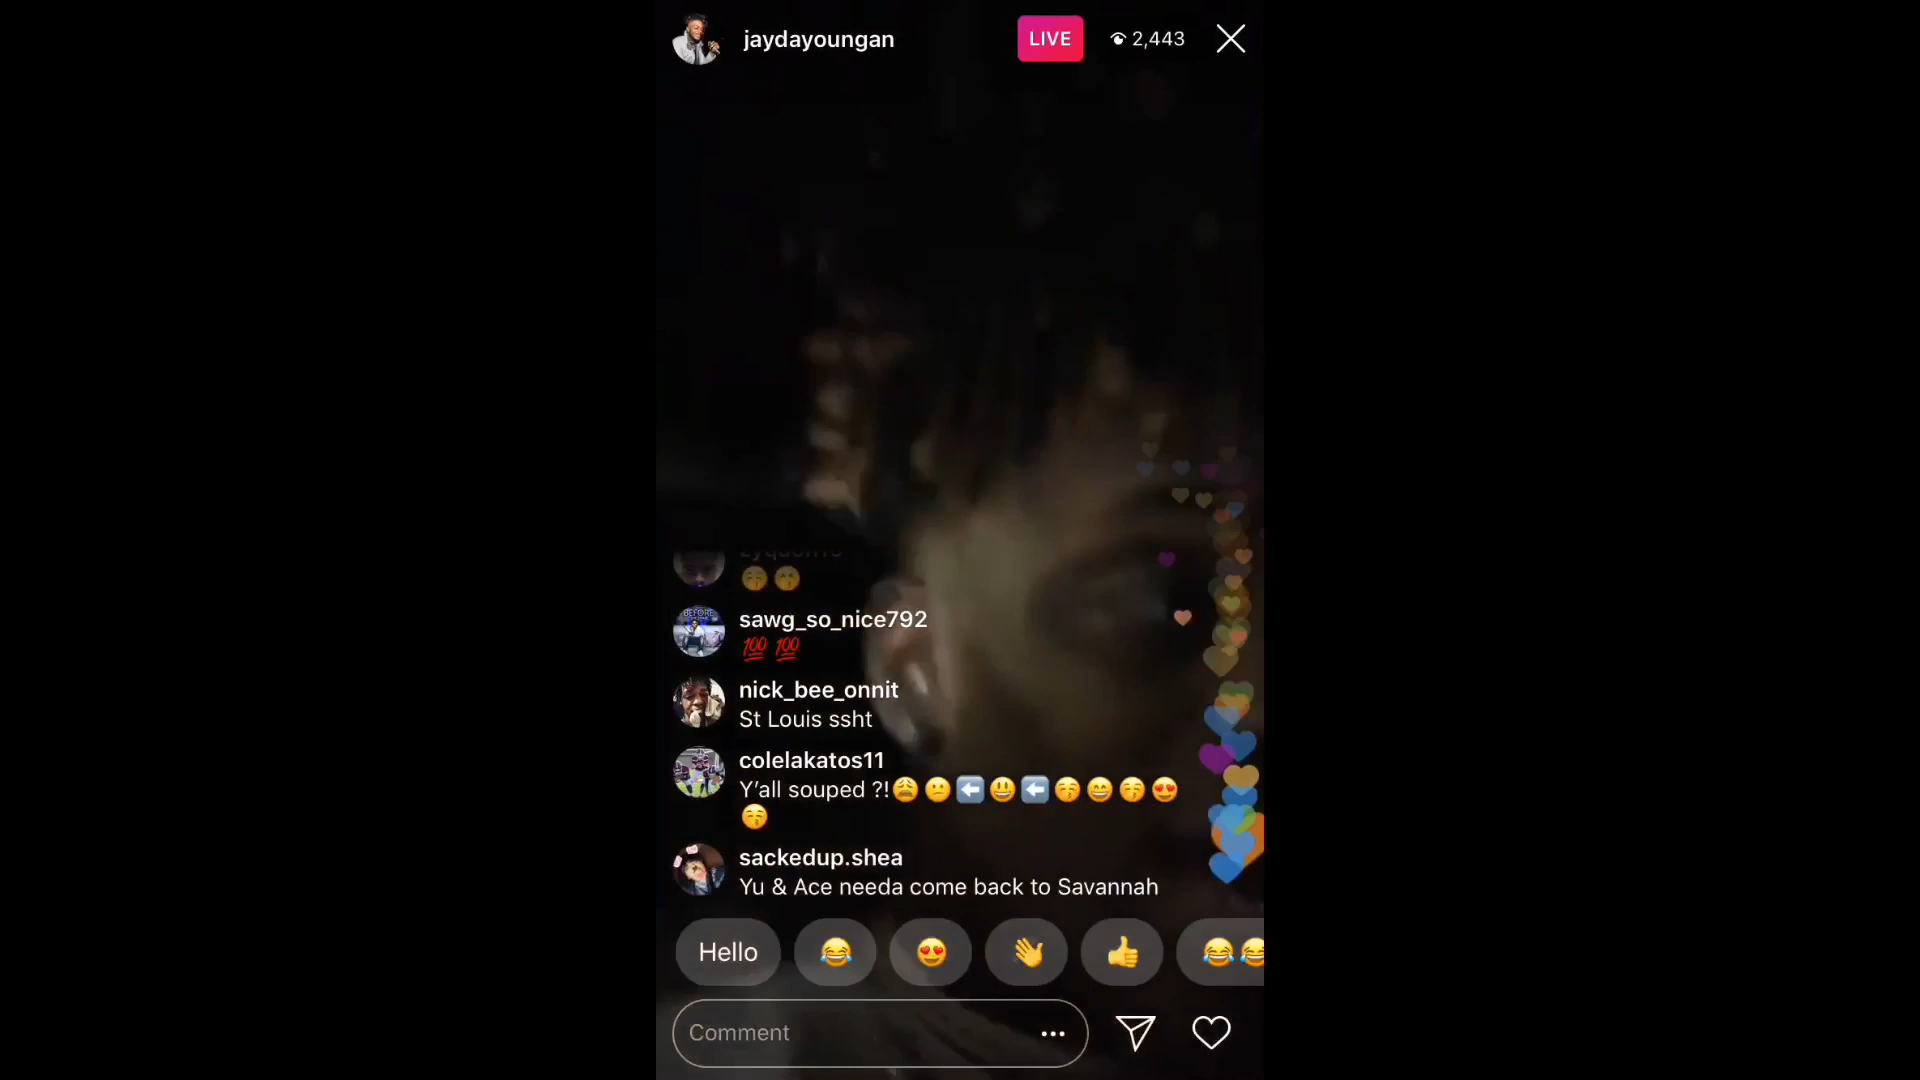 jaydayoungan
LIVE
2,443
😚😚
sawg_so_nice792
💯💯
nick_bee_onnit
St Louis ssht
colelakatos11
Y’all souped ?!😩😕⬅️😃⬅️😚😄😚😍
😚
sackedup.shea
Yu & Ace needa come back to Savannah
Hello 😂 😍 👋 👍 😂😂
Comment